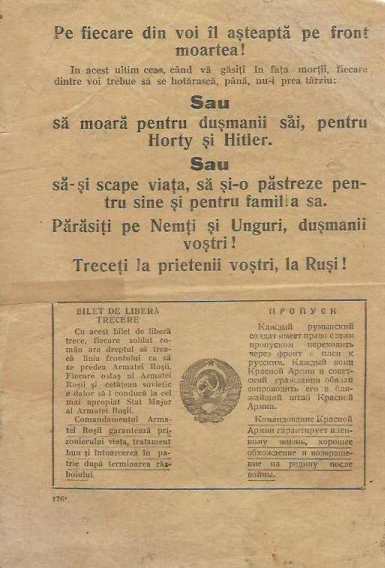 Pe fiecare din voi îl așteaptă pe front
moartea!
In acest ultim ceas, când vă găsiți în fața morții, fiecare
dintre voi trebue să se hotărască, până, nu-i prea târziu:
Sau
să moară pentru dușmanii săi, pentru
Horty și Hitler.
Sau
să-și scape viața, să și-o păstreze pen-
tru sine și pentru familia sa.
Părăsiți pe Nemți și Unguri, dușmanii
voștri!
Treceți la prietenii voștri, la Ruși!
BILET DE LIBERĂ
TRECERE
Cu acest bilet de liberă
trece, fiecare soldat ro-
mân are dreptul să trea-
că linia frontului ca să
se predea Armatei Roșii.
Fiecare ostaș al Armatei
Roșii și cetățean sovietic
e dator să-l conducă la cel
mai apropiat Stat Major
al Armatei Roșii.
Comandamentul Arma-
tei Roșii garantează pri-
zonierului viața, tratament
bun și întoarcerea în pa-
trie după terminarea răs-
boiului
ПРОПУСК
Каждый румынский
солдат имеет право с этим
пропуском переходить
через фронт в плен к
русским. Каждый воин
Красной Армии и совет-
ский гражданин обязан
сопроводить его в бли-
жайший штаб Красной
Армии.
Командование Красной
Армии гарантирует плен-
ному жизнь, хорошее
обхождение и возвраще-
ние на родину после
войны.